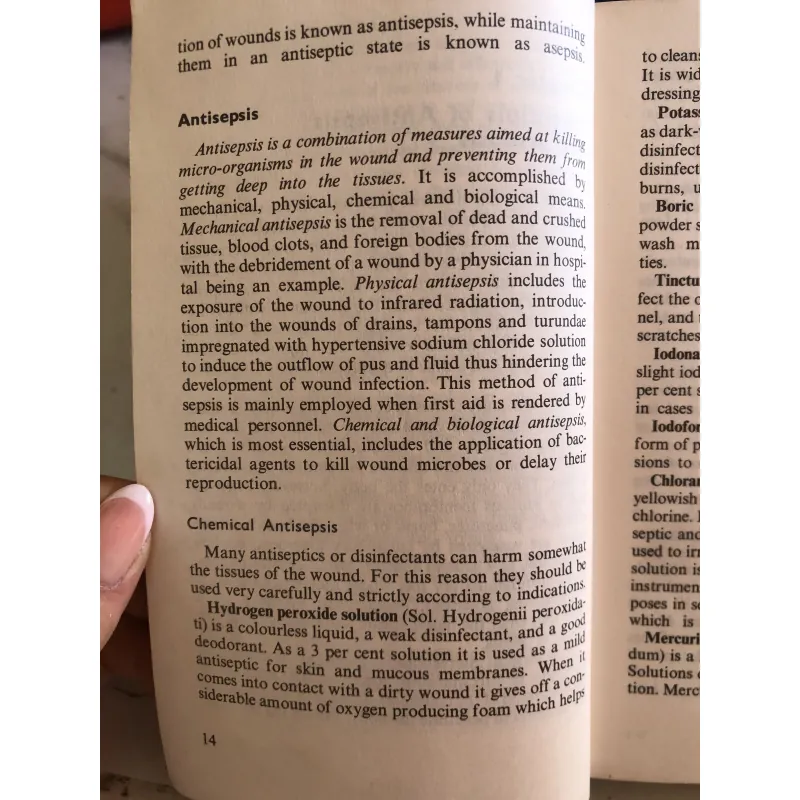 tion of wounds is known as antisepsis, while maintaining
them in an antiseptic state is known as asepsis.
Antisepsis
Antisepsis is a combination of measures aimed at killing
micro-organisms in the wound and preventing them from
getting deep into the tissues. It is accomplished by
mechanical, physical, chemical and biological means.
Mechanical antisepsis is the removal of dead and crushed
tissue, blood clots, and foreign bodies from the wound,
with the debridement of a wound by a physician in hospi-
tal being an example. Physical antisepsis includes the
exposure of the wound to infrared radiation, introduc-
tion into the wounds of drains, tampons and turundae
impregnated with hypertensive sodium chloride solution
to induce the outflow of pus and fluid thus hindering the
development of wound infection. This method of anti-
sepsis is mainly employed when first aid is rendered by
medical personnel. Chemical and biological antisepsis,
which is most essential, includes the application of bac-
tericidal agents to kill wound microbes or delay their
reproduction.
Chemical Antisepsis
Many antiseptics or disinfectants can harm somewhat
the tissues of the wound. For this reason they should be
used very carefully and strictly according to indications.
Hydrogen peroxide solution (Sol. Hydrogenii peroxida-
ti) is a colourless liquid, a weak disinfectant, and a good
deodorant. As a 3 per cent solution it is used as a mild
antiseptic for skin and mucous membranes. When it
comes into contact with a dirty wound it gives off a con-
siderable amount of oxygen producing foam which helps
14
to cleans
It is wid
dressing
Potass
as dark-
disinfect
disinfect
burns, u
Boric
powder s
wash m
ties.
Tinctu
fect the o
nel, and
scratches
Iodona
slight iod
per cent s
in cases
Iodofor
form of p
sions to
Chlora
yellowish
chlorine.
septic and
used to irr
solution is
instrumen
poses in s
which is
Mercuri
dum) is a
Solutions
tion. Merc